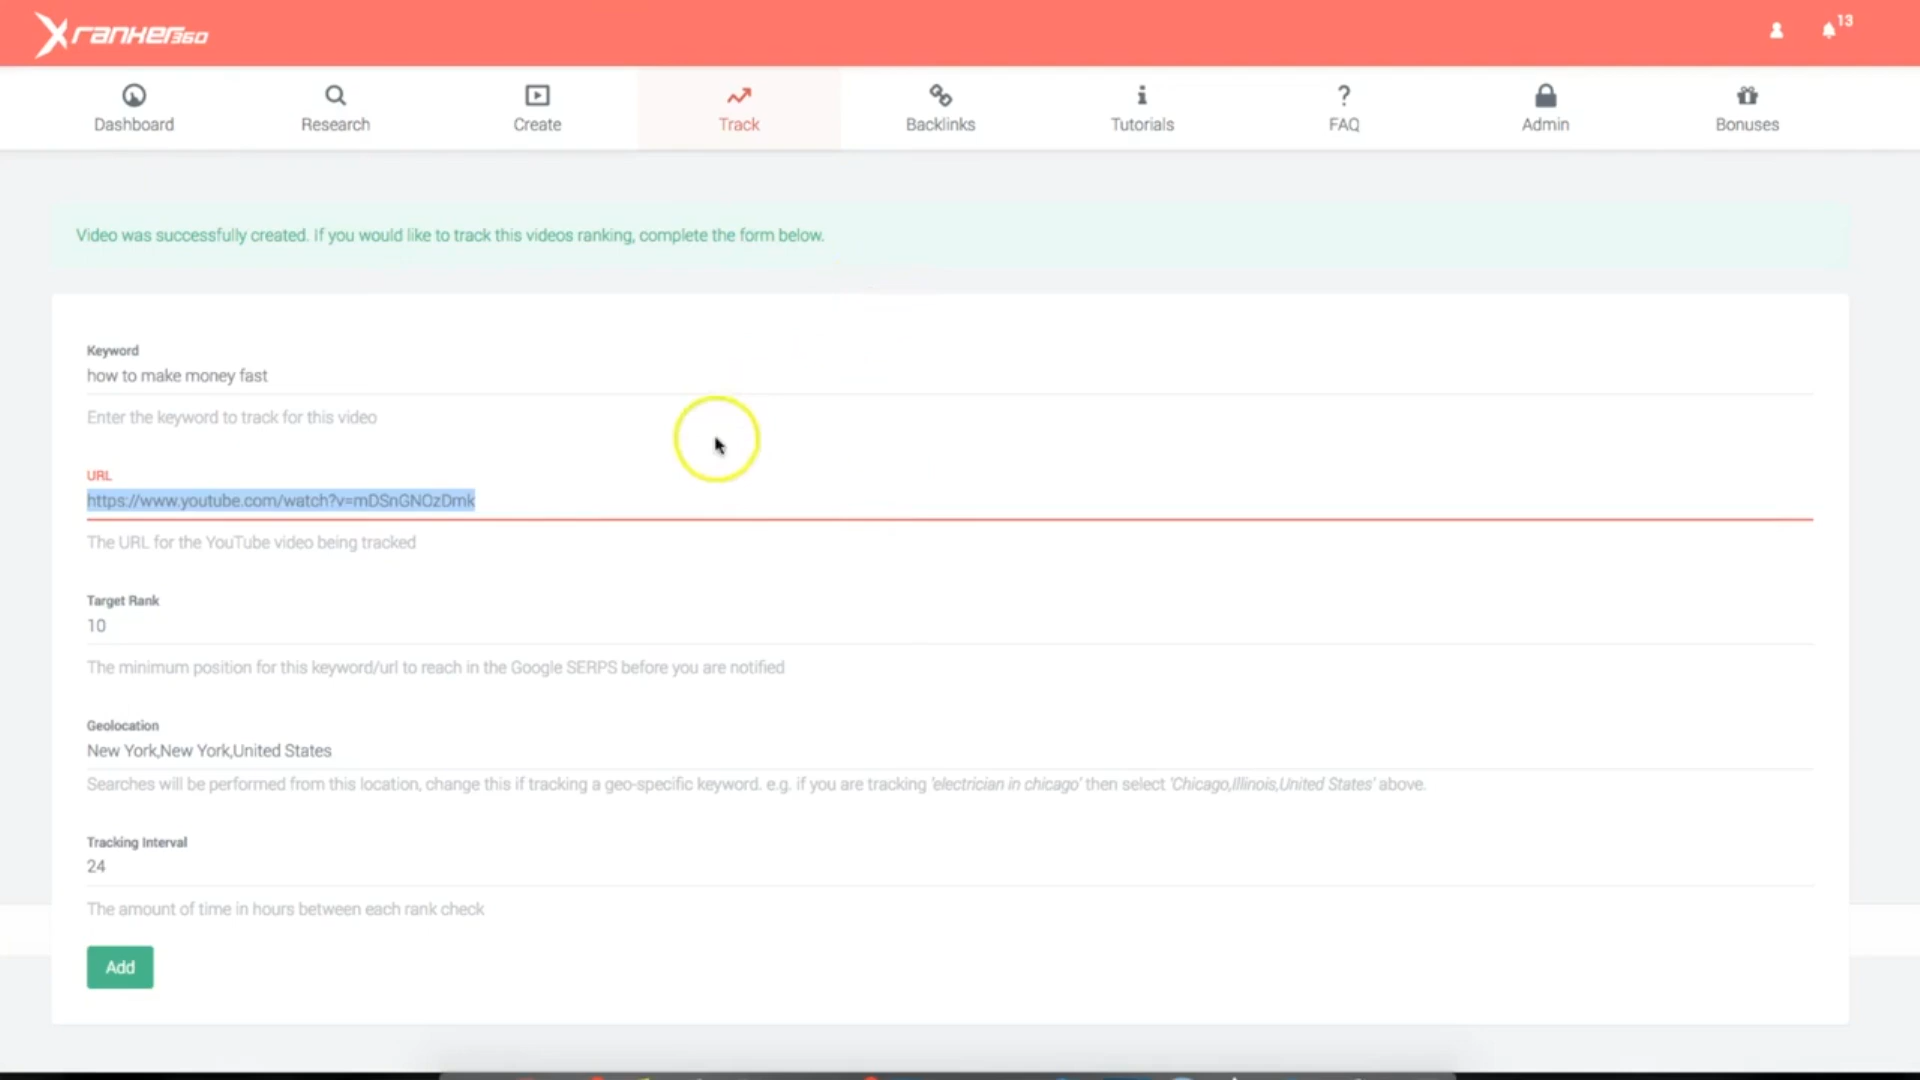 Xranker360
13
Dashboard
Research
Create
Track
Backlinks
Tutorials
FAQ
Admin
Bonuses
Video was successfully created. If you would like to track this videos ranking, complete the form below.
Keyword
how to make money fast
Enter the keyword to track for this video
URL
https://www.youtube.com/watch?v=mDSnGNOzDmk
The URL for the YouTube video being tracked
Target Rank
10
The minimum position for this keyword/url to reach in the Google SERPS before you are notified
Geolocation
New York,New York,United States
Searches will be performed from this location, change this if tracking a geo-specific keyword. e.g. if you are tracking 'electrician in chicago' then select 'Chicago,Illinois,United States' above.
Tracking Interval
24
The amount of time in hours between each rank check
Add